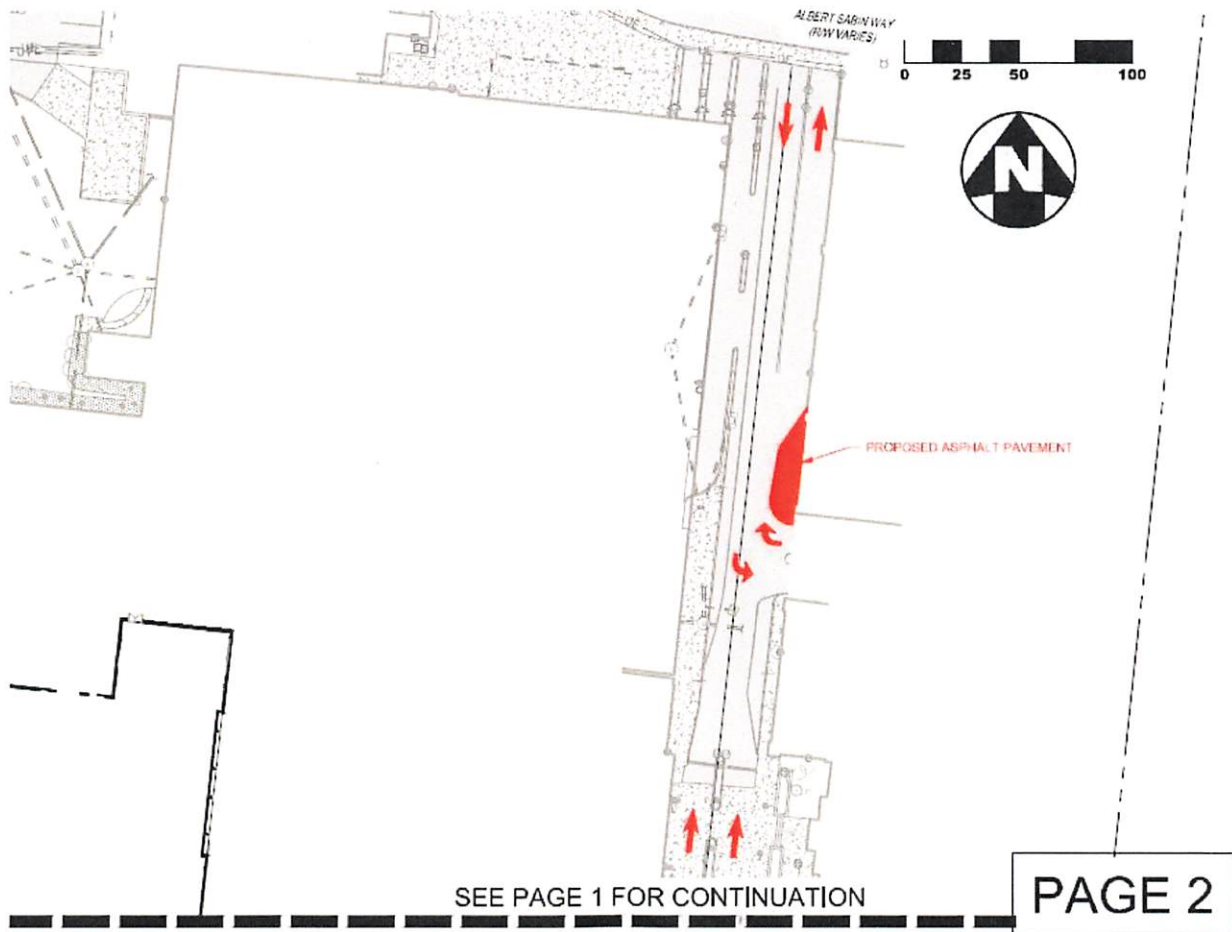 ALBERT SABIN WAY
(R/W VARIES)
0 25 50 100
N
PROPOSED ASPHALT PAVEMENT
SEE PAGE 1 FOR CONTINUATION
PAGE 2